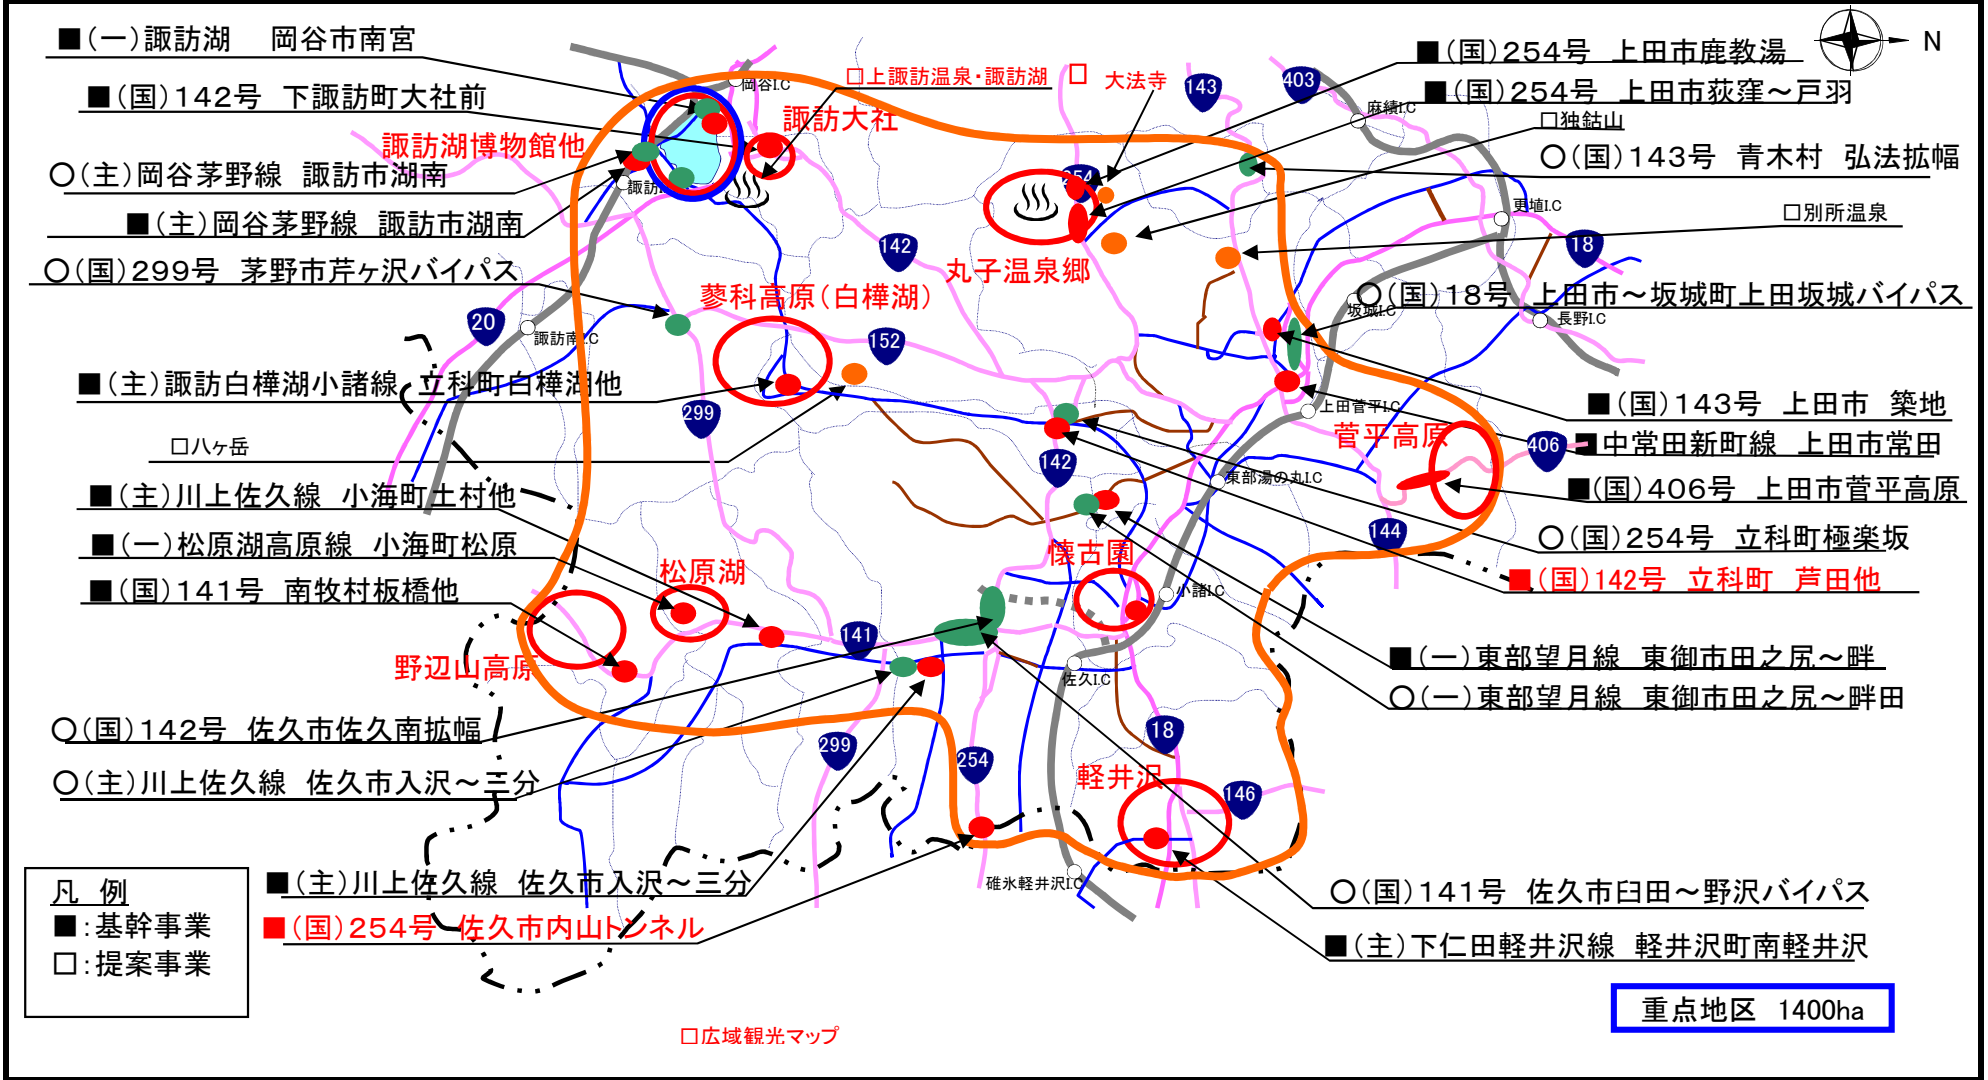 ■(一)諏訪湖　岡谷市南宮
■(国)142号 下諏訪町大社前
諏訪湖博物館他
○(主)岡谷茅野線 諏訪市湖南
■(主)岡谷茅野線 諏訪市湖南
○(国)299号 茅野市芹ヶ沢バイパス
■(主)諏訪白樺湖小諸線 立科町白樺湖他
□八ヶ岳
■(主)川上佐久線 小海町土村他
■(一)松原湖高原線 小海町松原
■(国)141号 南牧村板橋他
○(国)142号 佐久市佐久南拡幅
○(主)川上佐久線 佐久市入沢～三分
■(主)川上佐久線 佐久市入沢～三分
■(国)254号 佐久市内山トンネル
凡 例
■:基幹事業
□:提案事業
□広域観光マップ
岡谷I.C
□上諏訪温泉・諏訪湖
□
大法寺
諏訪大社
諏訪I.C
諏訪南I.C
蓼科高原(白樺湖)
丸子温泉郷
松原湖
野辺山高原
懐古園
軽井沢
菅平高原
20
142
152
299
141
299
254
142
254
143
403
18
406
144
18
146
麻績I.C
更埴I.C
坂城I.C
長野I.C
上田菅平I.C
東部湯の丸I.C
小諸I.C
佐久I.C
碓氷軽井沢I.C
N
■(国)254号 上田市鹿教湯
■(国)254号 上田市荻窪～戸羽
□独鈷山
○(国)143号 青木村 弘法拡幅
□別所温泉
○(国)18号 上田市～坂城町上田坂城バイパス
■(国)143号 上田市 築地
■中常田新町線 上田市常田
■(国)406号 上田市菅平高原
○(国)254号 立科町極楽坂
■(国)142号 立科町 芦田他
■(一)東部望月線 東御市田之尻～畔
○(一)東部望月線 東御市田之尻～畔田
○(国)141号 佐久市臼田～野沢バイパス
■(主)下仁田軽井沢線 軽井沢町南軽井沢
重点地区 1400ha